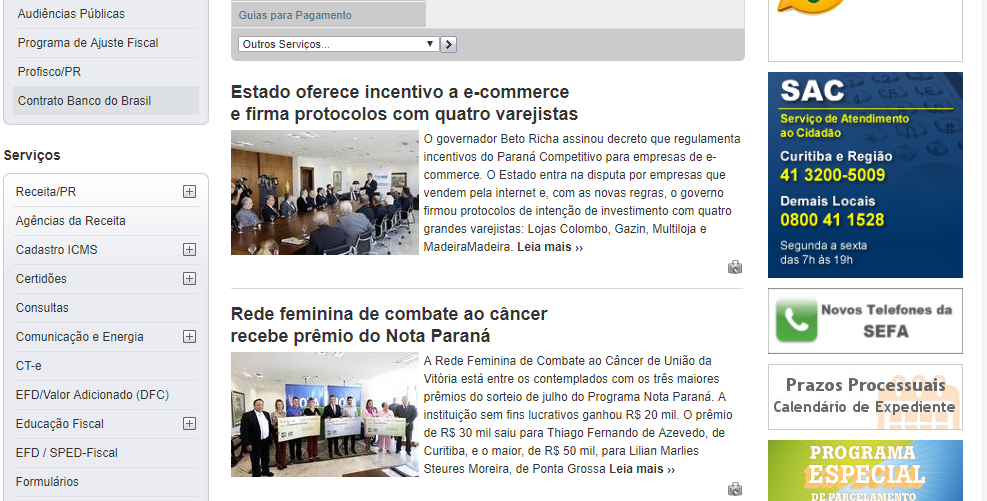 Audiências Públicas
Programa de Ajuste Fiscal
Profisco/PR
Contrato Banco do Brasil
Serviços
Receita/PR
Agências da Receita
Cadastro ICMS
Certidões
Consultas
Comunicação e Energia
CT-e
EFD/Valor Adicionado (DFC)
Educação Fiscal
EFD / SPED-Fiscal
Formulários
Guias para Pagamento
Outros Serviços...
Estado oferece incentivo a e-commerce
e firma protocolos com quatro varejistas
O governador Beto Richa assinou decreto que regulamenta
incentivos do Paraná Competitivo para empresas de e-
commerce. O Estado entra na disputa por empresas que
vendem pela internet e, com as novas regras, o governo
firmou protocolos de intenção de investimento com quatro
grandes varejistas: Lojas Colombo, Gazin, Multiloja e
MadeiraMadeira. Leia mais ››
Rede feminina de combate ao câncer
recebe prêmio do Nota Paraná
A Rede Feminina de Combate ao Câncer de União da
Vitória está entre os contemplados com os três maiores
prêmios do sorteio de julho do Programa Nota Paraná. A
instituição sem fins lucrativos ganhou R$ 20 mil. O prêmio
de R$ 30 mil saiu para Thiago Fernando de Azevedo, de
Curitiba, e o maior, de R$ 50 mil, para Lilian Marlies
Steures Moreira, de Ponta Grossa Leia mais ››
SAC
Serviço de Atendimento
ao Cidadão
Curitiba e Região
41 3200-5009
Demais Locais
0800 41 1528
Segunda a sexta
das 7h às 19h
Novos Telefones da
SEFA
Prazos Processuais
Calendário de Expediente
PROGRAMA
ESPECIAL
DE PARCELAMENTO